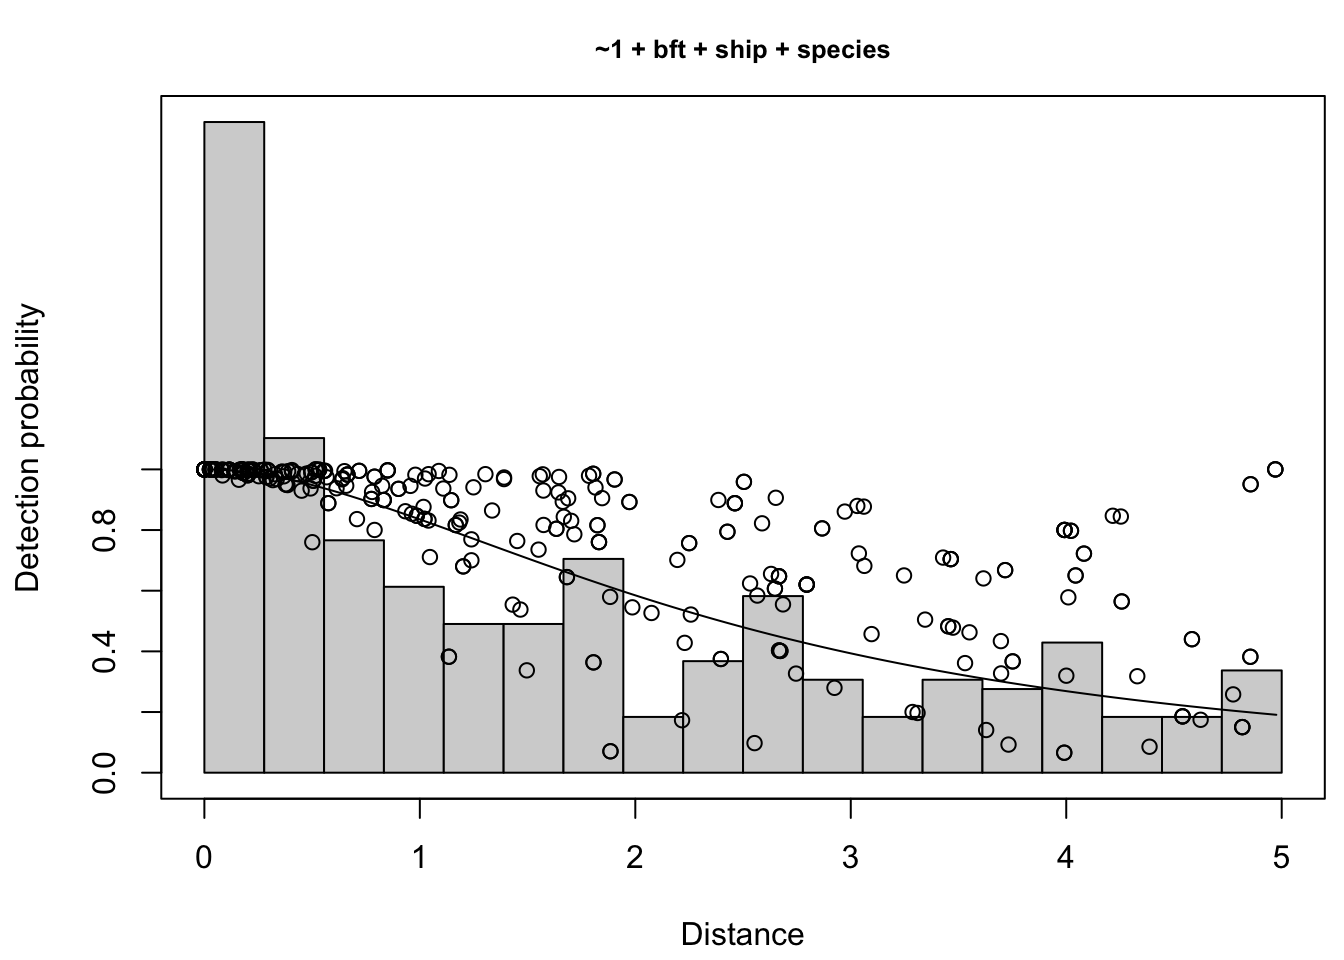 ~1 + bft + ship + species
Detection probability
0.8
0.4
0.0
0 1 2 3 4 5
Distance